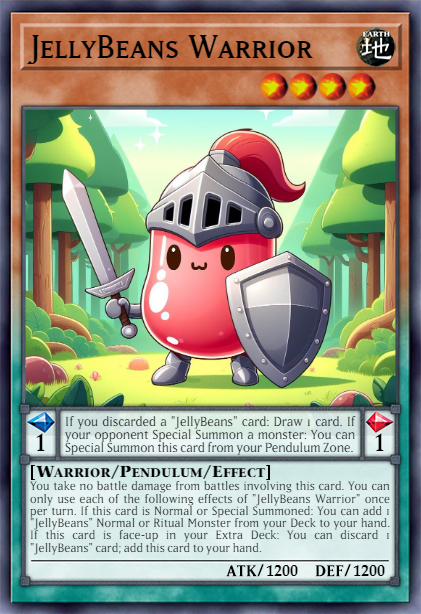 JellyBeans Warrior
EARTH
地
If you discarded a "JellyBeans" card: Draw 1 card. If
your opponent Special Summon a monster: You can
Special Summon this card from your Pendulum Zone.
1
1
[Warrior/Pendulum/Effect]
You take no battle damage from battles involving this card. You can
only use each of the following effects of "JellyBeans Warrior" once
per turn. If this card is Normal or Special Summoned: You can add 1
"JellyBeans" Normal or Ritual Monster from your Deck to your hand.
If this card is face-up in your Extra Deck: You can discard 1
"JellyBeans" card; add this card to your hand.
ATK/1200 DEF/1200